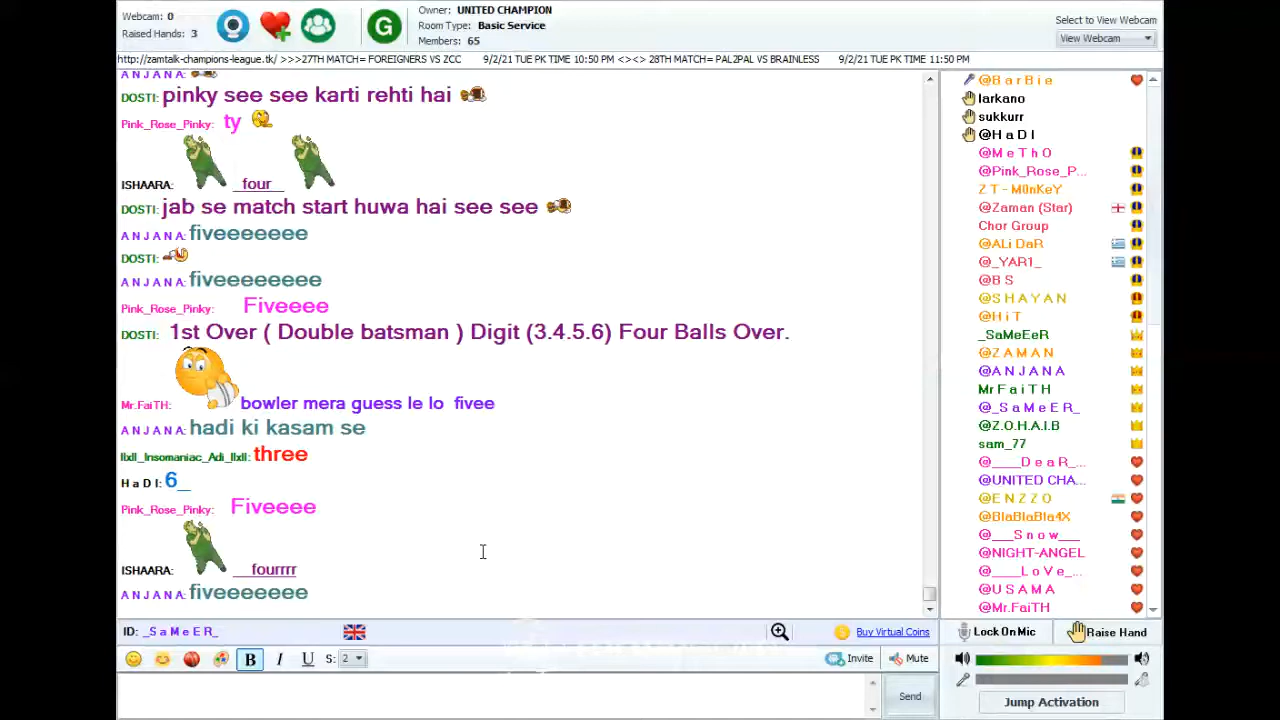 Webcam: 0
Raised Hands: 3
G
Owner: UNITED CHAMPION
Room Type: Basic Service
Members: 65
Select to View Webcam
View Webcam
http://zamtalk-champions-league.tk/ >>>27TH MATCH= FOREIGNERS VS ZCC 9/2/21 TUE PK TIME 10:50 PM <><> 28TH MATCH= PAL2PAL VS BRAINLESS 9/2/21 TUE PK TIME 11:50 PM
A N J A N A:
DOSTI: pinky see see karti rehti hai
Pink_Rose_Pinky: ty
ISHAARA: __four__
DOSTI: jab se match start huwa hai see see
A N J A N A: fiveeeeeeee
DOSTI:
A N J A N A: fiveeeeeeeee
Pink_Rose_Pinky: Fiveeee
DOSTI: 1st Over ( Double batsman ) Digit (3.4.5.6) Four Balls Over.
Mr.FaiTH: bowler mera guess le lo fivee
A N J A N A: hadi ki kasam se
IlxIl_Insomaniac_Adi_IlxIl: three
H a D I: 6_
Pink_Rose_Pinky: Fiveeee
ISHAARA: __fourrrr
A N J A N A: fiveeeeeeee
@B a r B i e
larkano
sukkurr
@H a D I
@M e T h O
@Pink_Rose_P...
Z T - M0nKeY
@Zaman (Star)
Chor Group
@ALi DaR
@_YAR1_
@B S
@S H A Y A N
@H i T
_SaMeEeR
@Z A M A N
@A N J A N A
Mr F a i T H
@_S a M e E R_
@Z.O.H.A.I.B
sam_77
@____D e a R_...
@UNITED CHA...
@E N Z Z O
@BlaBlaBla4X
@___S n o w___
@NIGHT-ANGEL
@____L o V e_...
@U S A M A
@Mr.FaiTH
ID: _S a M e E R_
Buy Virtual Coins
Lock On Mic
Raise Hand
B I U S: 2
Invite
Mute
Send
Jump Activation